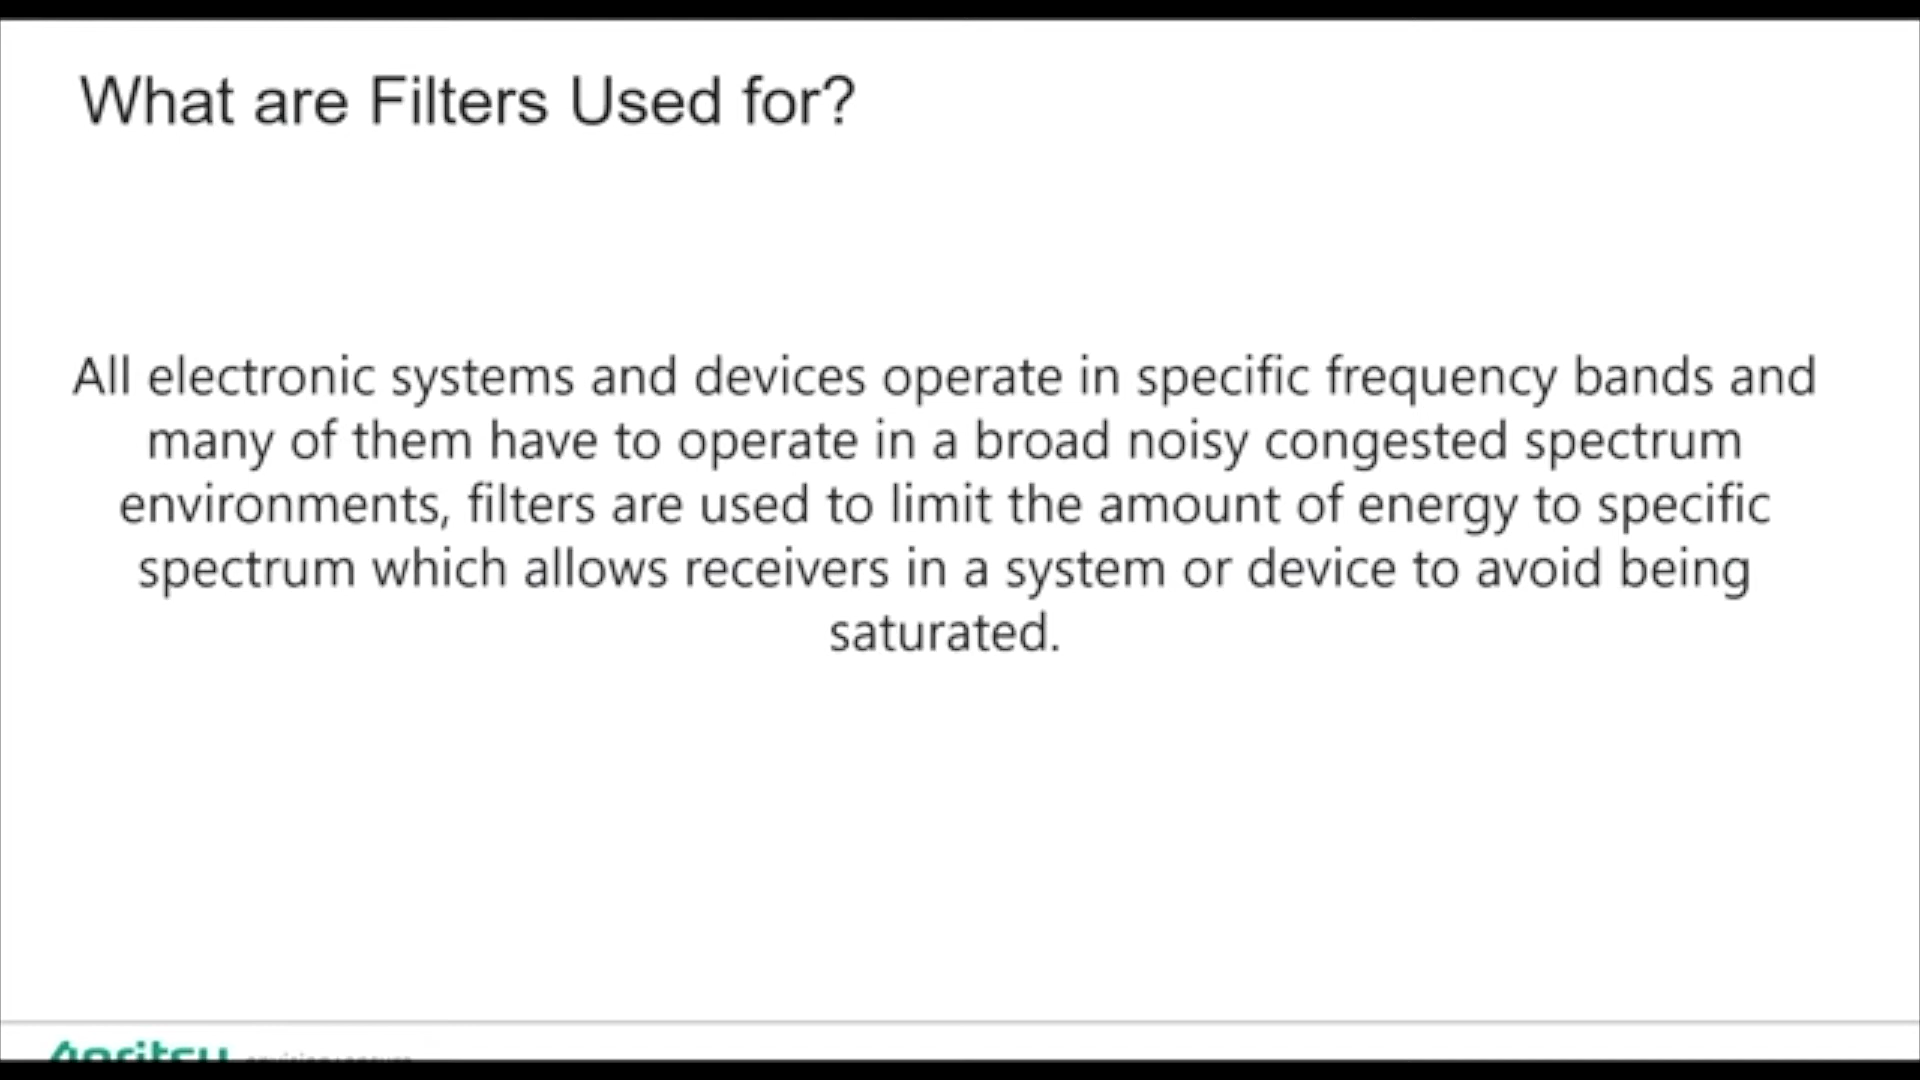 What are Filters Used for?
All electronic systems and devices operate in specific frequency bands and
many of them have to operate in a broad noisy congested spectrum
environments, filters are used to limit the amount of energy to specific
spectrum which allows receivers in a system or device to avoid being
saturated.
Anritsu